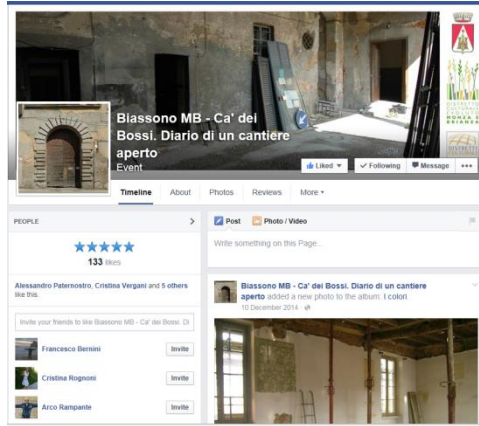 Biassono MB - Ca' dei
Bossi. Diario di un cantiere
aperto
Event
Liked
Following
Message
Timeline
About
Photos
Reviews
More
PEOPLE
133 likes
Alessandro Paternostro, Cristina Vergani and 5 others
like this.
Invite your friends to like Biassono MB - Ca' dei Bossi. Di
Francesco Bernini
Invite
Cristina Rognoni
Invite
Arco Rampante
Invite
Post
Photo / Video
Write something on this Page...
Biassono MB - Ca' dei Bossi. Diario di un cantiere
aperto added a new photo to the album: I colori.
10 December 2014